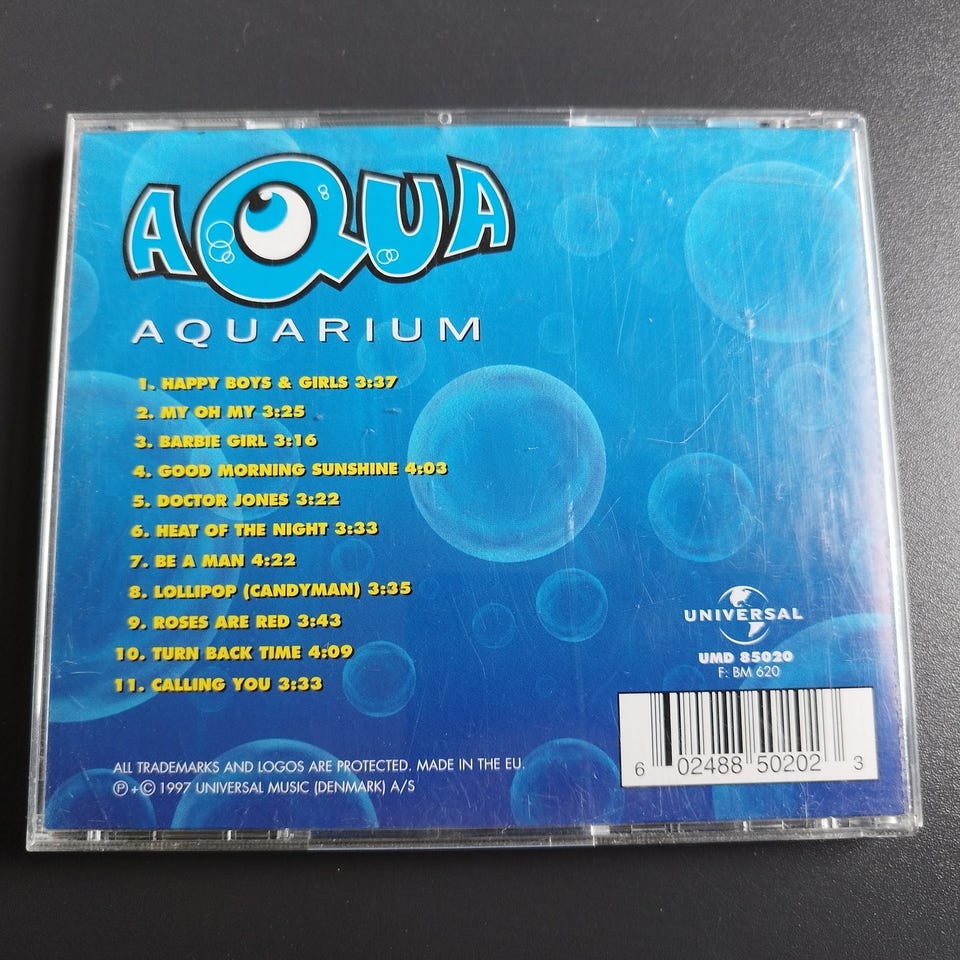 AQUA
AQUARIUM
1. HAPPY BOYS & GIRLS 3:37
2. MY OH MY 3:25
3. BARBIE GIRL 3:16
4. GOOD MORNING SUNSHINE 4:03
5. DOCTOR JONES 3:22
6. HEAT OF THE NIGHT 3:33
7. BE A MAN 4:22
8. LOLLIPOP (CANDYMAN) 3:35
9. ROSES ARE RED 3:43
10. TURN BACK TIME 4:09
11. CALLING YOU 3:33
UNIVERSAL
UMD 85020
F: BM 620
6 02488 50202 3
ALL TRADEMARKS AND LOGOS ARE PROTECTED. MADE IN THE EU.
℗+© 1997 UNIVERSAL MUSIC (DENMARK) A/S